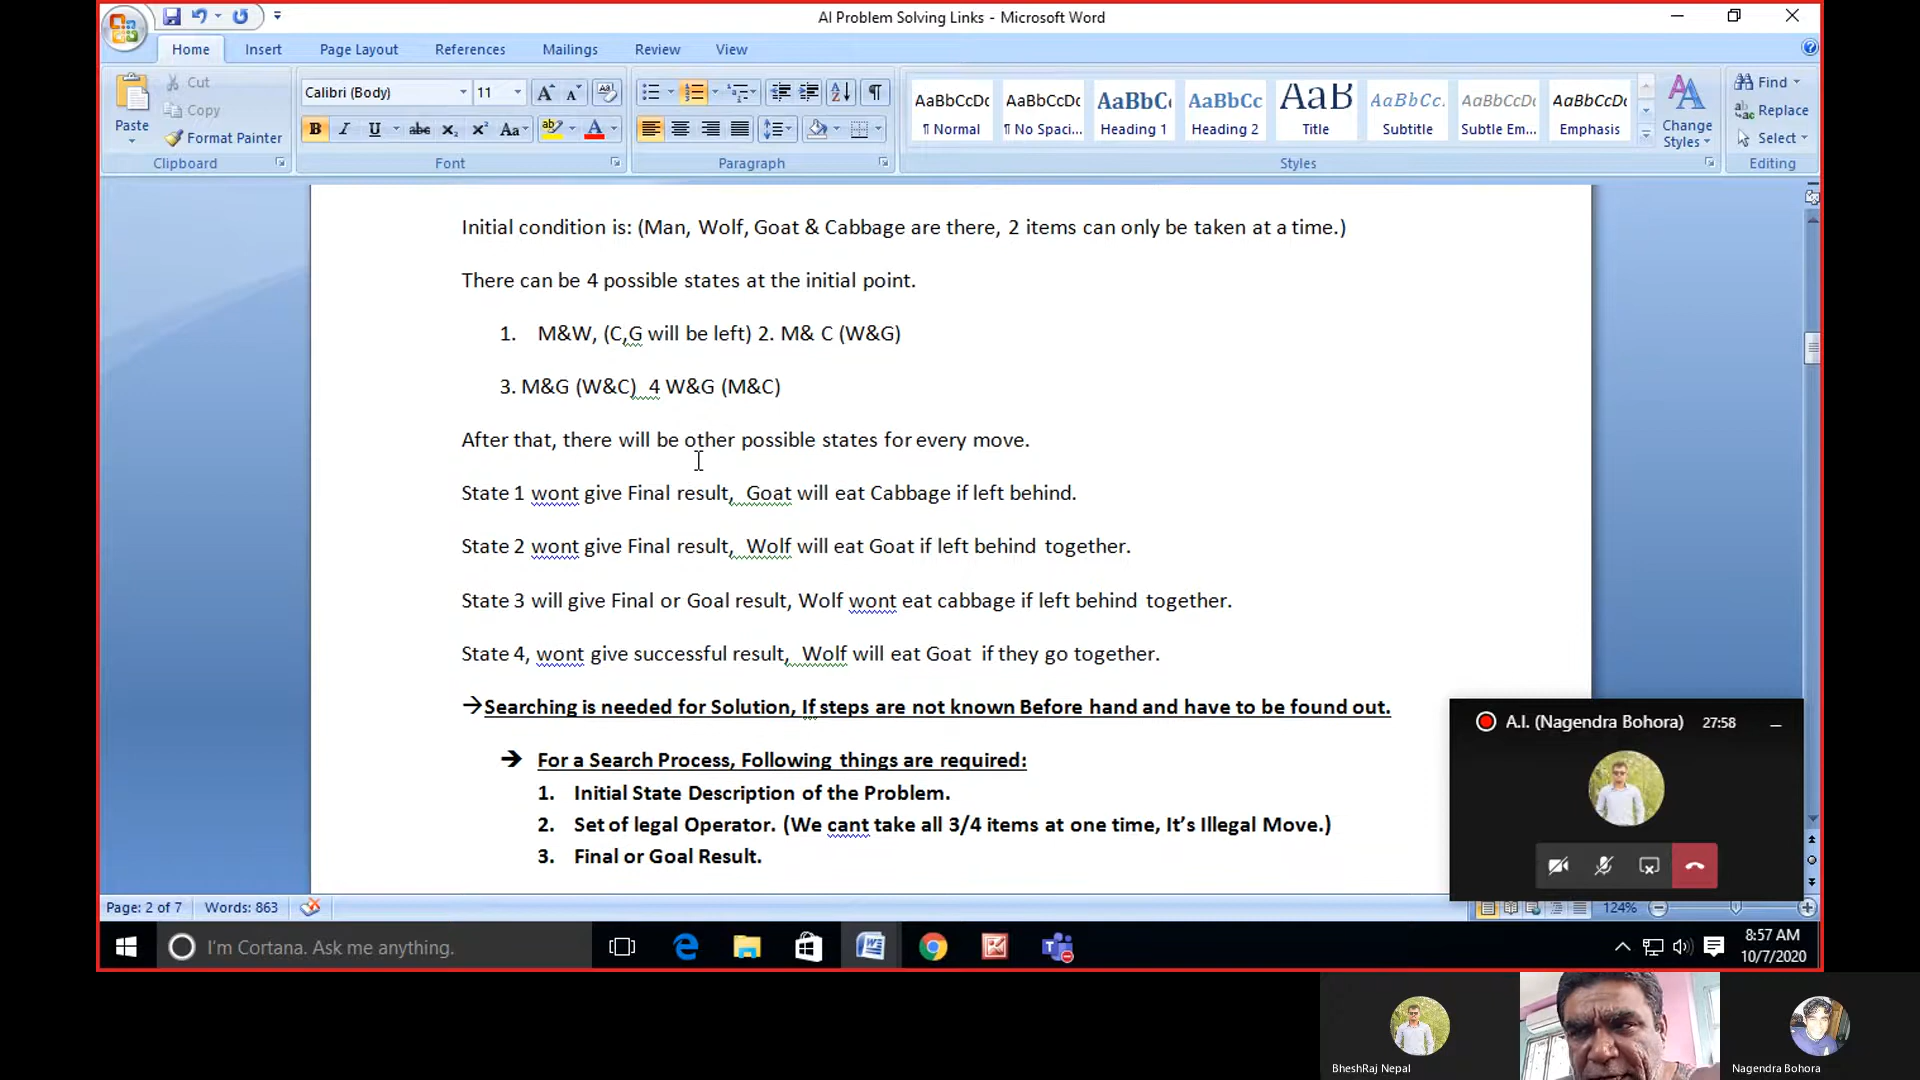 AI Problem Solving Links - Microsoft Word
Home Insert Page Layout References Mailings Review View
Paste
Cut
Copy
Format Painter
Clipboard
Calibri (Body) 11
Font
Paragraph
AaBbCcDc AaBbCcDc AaBbC AaBbCc AaB AaBbCc. AaBbCcDc AaBbCcDc
¶ Normal ¶ No Spaci... Heading 1 Heading 2 Title Subtitle Subtle Em... Emphasis
Change Styles
Styles
Find
Replace
Select
Editing
Initial condition is: (Man, Wolf, Goat & Cabbage are there, 2 items can only be taken at a time.)
There can be 4 possible states at the initial point.
1. M&W, (C,G will be left) 2. M& C (W&G)
3. M&G (W&C) 4 W&G (M&C)
After that, there will be other possible states for every move.
State 1 wont give Final result, Goat will eat Cabbage if left behind.
State 2 wont give Final result, Wolf will eat Goat if left behind together.
State 3 will give Final or Goal result, Wolf wont eat cabbage if left behind together.
State 4, wont give successful result, Wolf will eat Goat if they go together.
→Searching is needed for Solution, If steps are not known Before hand and have to be found out.
➔ For a Search Process, Following things are required:
1. Initial State Description of the Problem.
2. Set of legal Operator. (We cant take all 3/4 items at one time, It’s Illegal Move.)
3. Final or Goal Result.
A.I. (Nagendra Bohora) 27:58
Page: 2 of 7 Words: 863 124%
I'm Cortana. Ask me anything.
8:57 AM
10/7/2020
BheshRaj Nepal
Nagendra Bohora